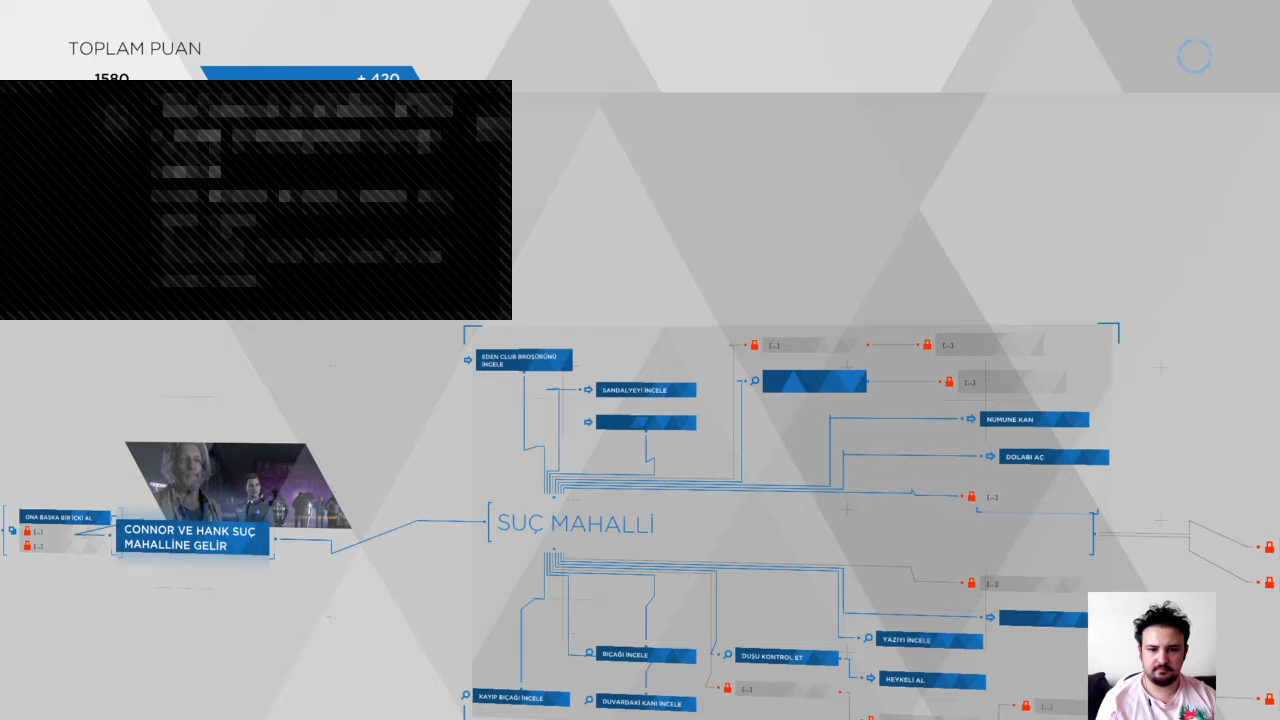 TOPLAM PUAN
1580
+ 420
EDEN CLUB BROŞÜRÜNÜ
İNCELE
SANDALYEYİ İNCELE
[...]
[...]
[...]
NUMUNE KAN
DOLABI AÇ
[...]
ONA BAŞKA BİR İÇKİ AL
[...]
[...]
CONNOR VE HANK SUÇ
MAHALLİNE GELİR
SUÇ MAHALLİ
[...]
YAZIYI İNCELE
BIÇAĞI İNCELE
DUŞU KONTROL ET
HEYKELİ AL
[...]
KAYIP BIÇAĞI İNCELE
DUVARDAKİ KANI İNCELE
[...]